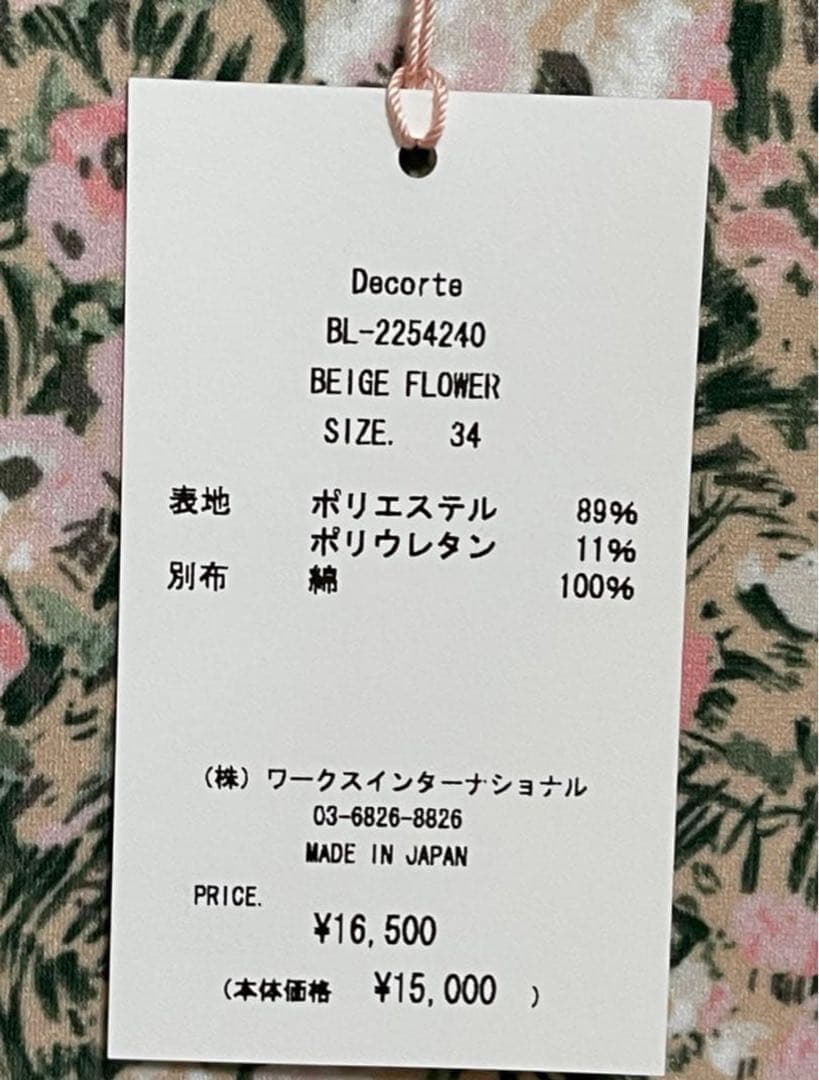 Decorte
BL-2254240
BEIGE FLOWER
SIZE. 34
表地 ポリエステル 89%
ポリウレタン 11%
別布 綿 100%
(株) ワークスインターナショナル
03-6826-8826
MADE IN JAPAN
PRICE.
¥16,500
(本体価格 ¥15,000 )